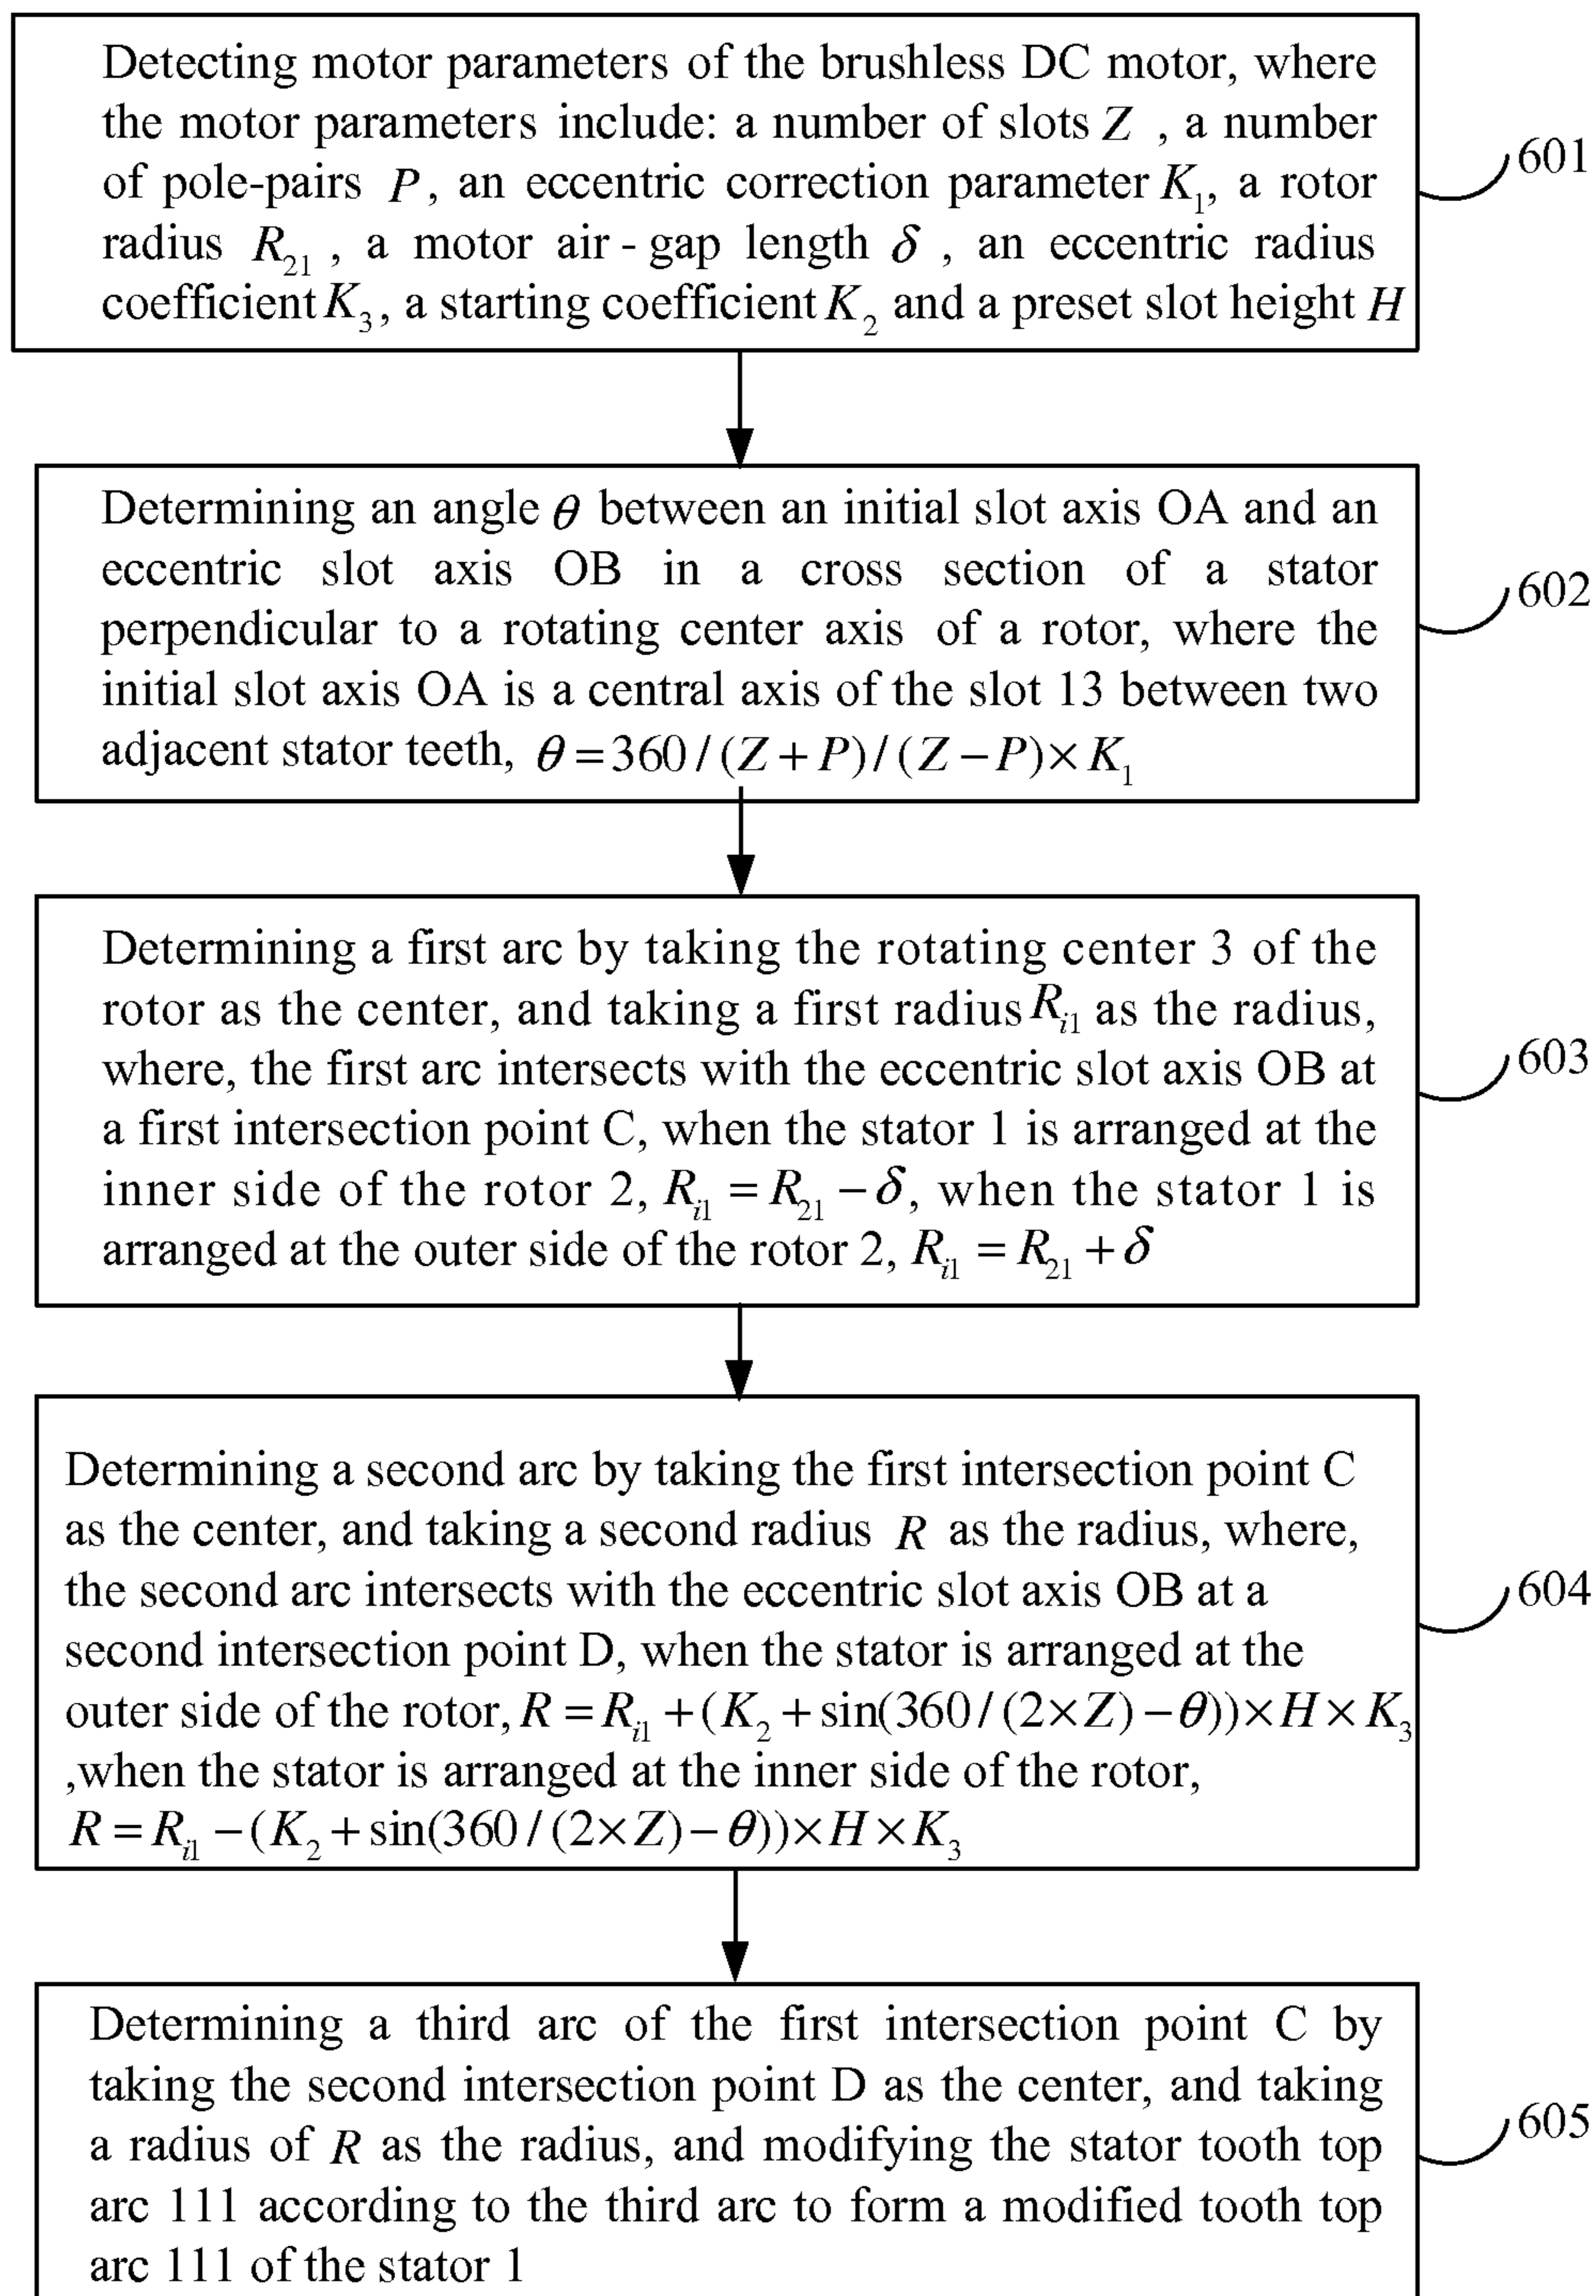 Detecting motor parameters of the brushless DC motor, where
the motor parameters include: a number of slots Z , a number
of pole-pairs P, an eccentric correction parameter K₁, a rotor
radius R₂₁ , a motor air - gap length δ , an eccentric radius
coefficient K₃, a starting coefficient K₂ and a preset slot height H
601
Determining an angle θ between an initial slot axis OA and an
eccentric slot axis OB in a cross section of a stator
perpendicular to a rotating center axis of a rotor, where the
initial slot axis OA is a central axis of the slot 13 between two
adjacent stator teeth, θ = 360 / (Z + P) / (Z − P) × K₁
602
Determining a first arc by taking the rotating center 3 of the
rotor as the center, and taking a first radius Rᵢ₁ as the radius,
where, the first arc intersects with the eccentric slot axis OB at
a first intersection point C, when the stator 1 is arranged at the
inner side of the rotor 2, Rᵢ₁ = R₂₁ − δ, when the stator 1 is
arranged at the outer side of the rotor 2, Rᵢ₁ = R₂₁ + δ
603
Determining a second arc by taking the first intersection point C
as the center, and taking a second radius R as the radius, where,
the second arc intersects with the eccentric slot axis OB at a
second intersection point D, when the stator is arranged at the
outer side of the rotor, R = Rᵢ₁ + (K₂ + sin(360 / (2 × Z) − θ)) × H × K₃
,when the stator is arranged at the inner side of the rotor,
R = Rᵢ₁ − (K₂ + sin(360 / (2 × Z) − θ)) × H × K₃
604
Determining a third arc of the first intersection point C by
taking the second intersection point D as the center, and taking
a radius of R as the radius, and modifying the stator tooth top
arc 111 according to the third arc to form a modified tooth top
arc 111 of the stator 1
605